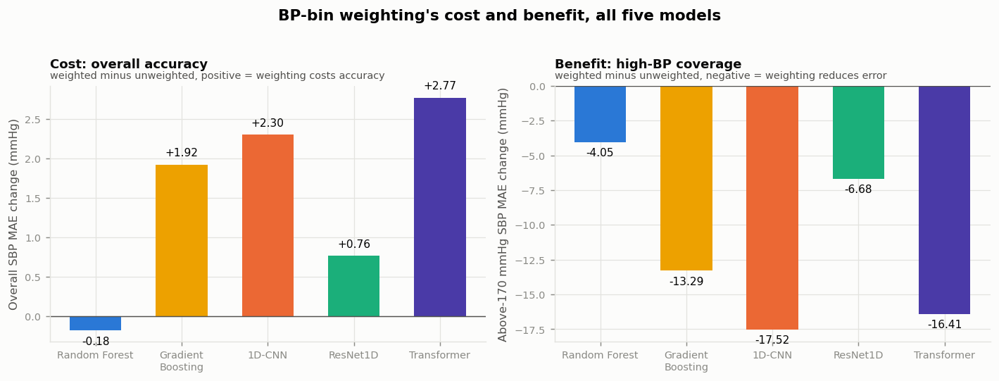 BP-bin weighting's cost and benefit, all five models
Cost: overall accuracy
weighted minus unweighted, positive = weighting costs accuracy
Overall SBP MAE change (mmHg)
2.5
2.0
1.5
1.0
0.5
0.0
-0.18
+1.92
+2.30
+0.76
+2.77
Random Forest
Gradient
Boosting
1D-CNN
ResNet1D
Transformer
Benefit: high-BP coverage
weighted minus unweighted, negative = weighting reduces error
Above-170 mmHg SBP MAE change (mmHg)
0.0
−2.5
−5.0
−7.5
−10.0
−12.5
−15.0
−17.5
-4.05
-13.29
-17.52
-6.68
-16.41
Random Forest
Gradient
Boosting
1D-CNN
ResNet1D
Transformer